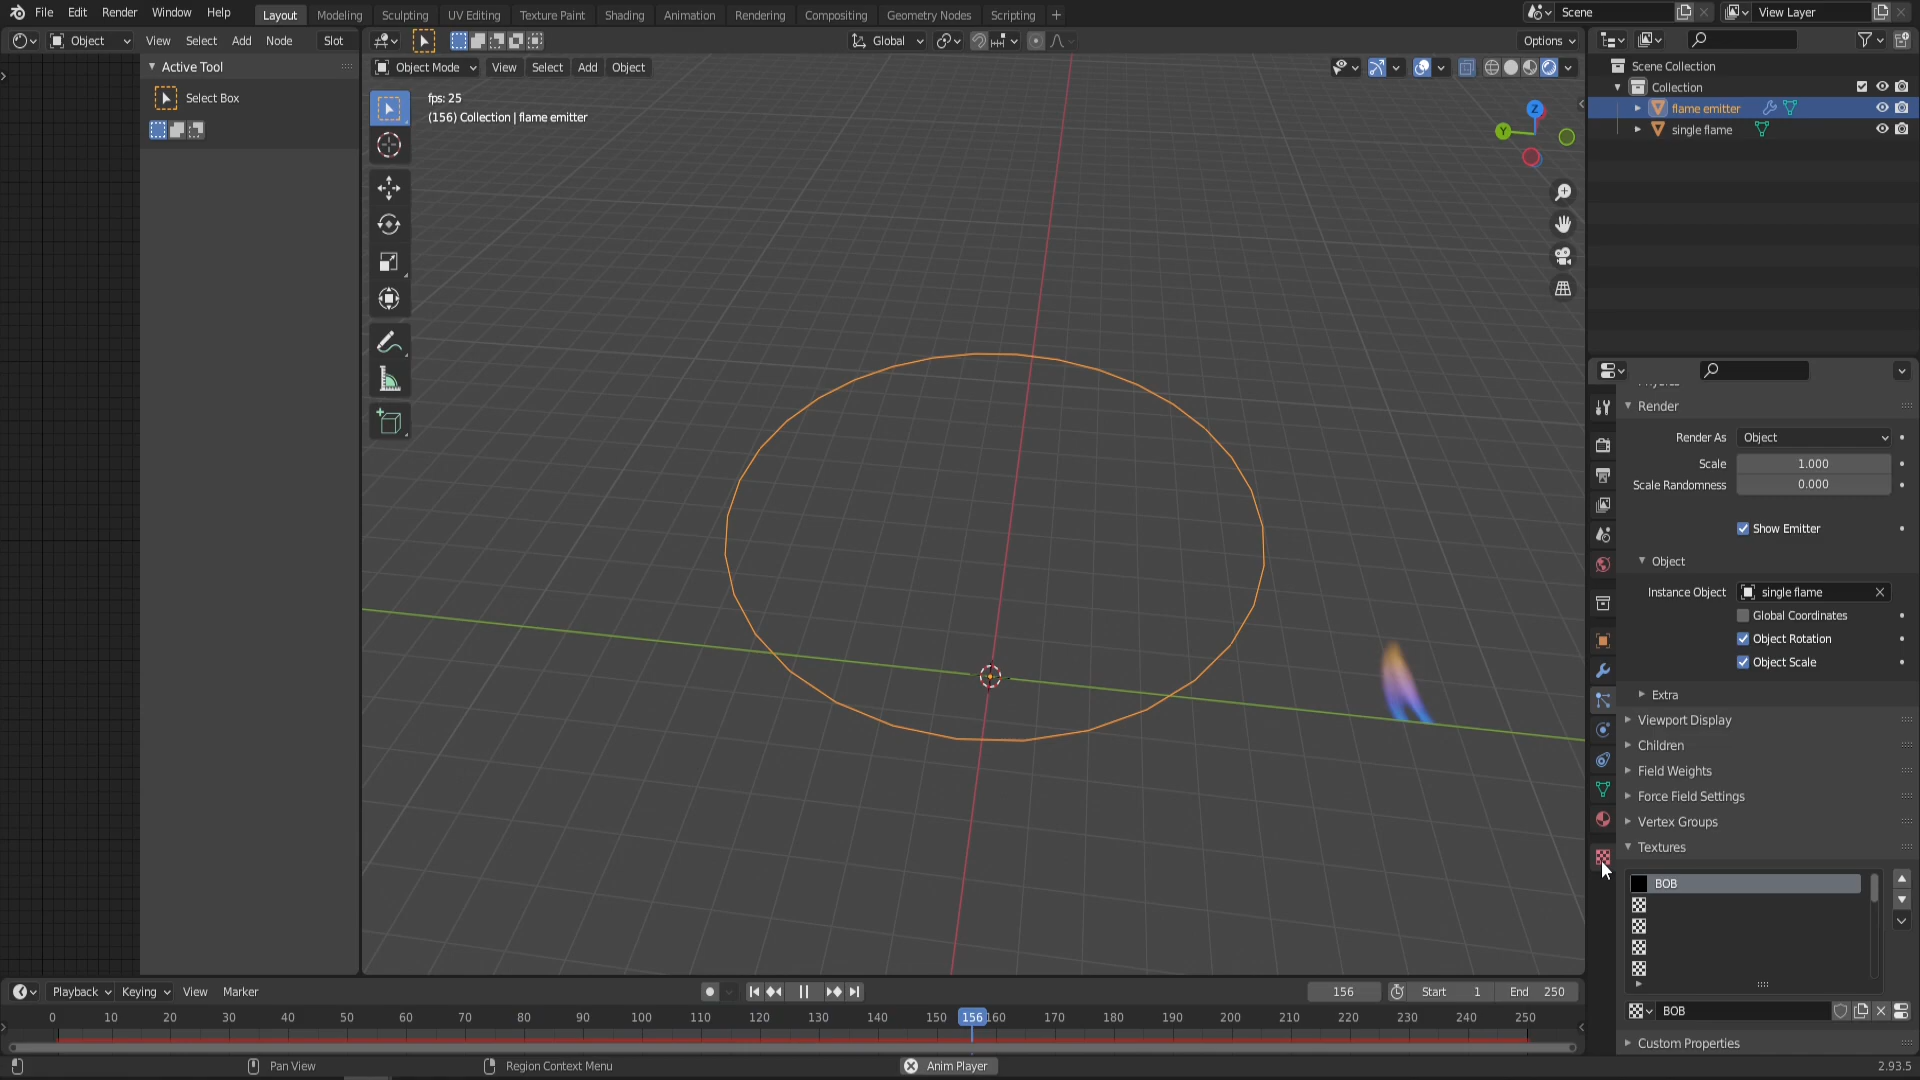 File Edit Render Window Help Layout Modeling Sculpting UV Editing Texture Paint Shading Animation Rendering Compositing Geometry Nodes Scripting + Scene View Layer
Object View Select Add Node Slot Global Options
Active Tool
Select Box
Object Mode View Select Add Object
fps: 25
(156) Collection | flame emitter
Z
Y
Scene Collection
Collection
flame emitter
single flame
Render
Render As Object
Scale 1.000
Scale Randomness 0.000
Show Emitter
Object
Instance Object single flame
Global Coordinates
Object Rotation
Object Scale
Extra
Viewport Display
Children
Field Weights
Force Field Settings
Vertex Groups
Textures
BOB
BOB
Custom Properties
Playback Keying View Marker 156 Start 1 End 250
0 10 20 30 40 50 60 70 80 90 100 110 120 130 140 150 156 160 170 180 190 200 210 220 230 240 250
Pan View Region Context Menu Anim Player 2.93.5